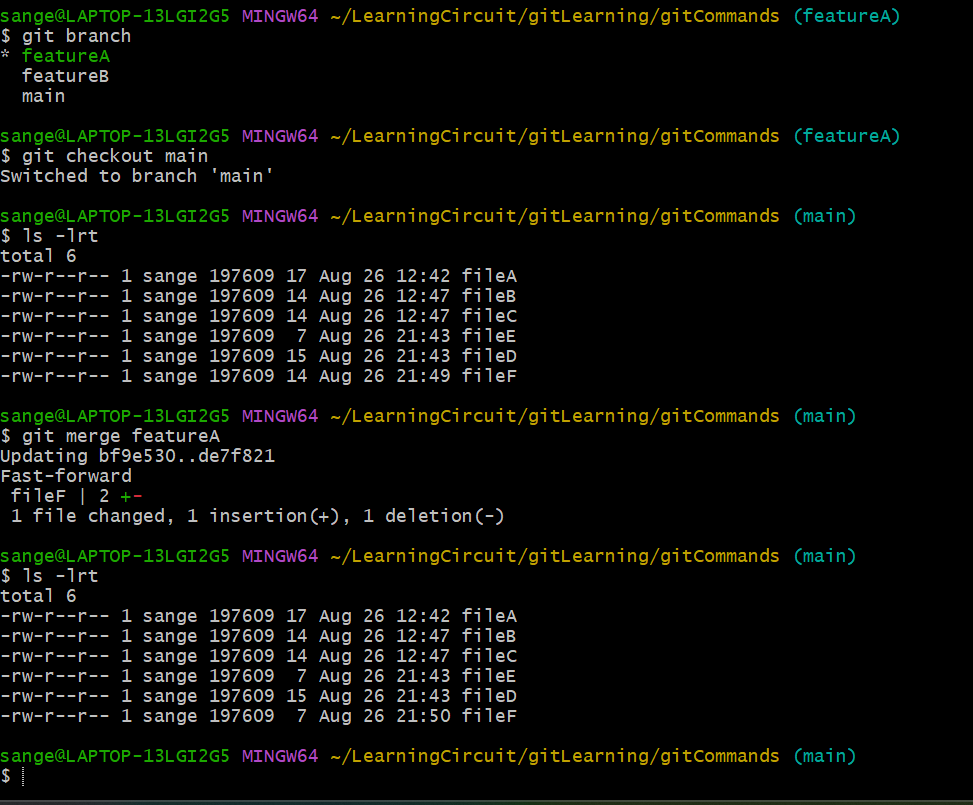 sange@LAPTOP-13LGI2G5 MINGW64 ~/LearningCircuit/gitLearning/gitCommands (featureA)
$ git branch
* featureA
  featureB
  main

sange@LAPTOP-13LGI2G5 MINGW64 ~/LearningCircuit/gitLearning/gitCommands (featureA)
$ git checkout main
Switched to branch 'main'

sange@LAPTOP-13LGI2G5 MINGW64 ~/LearningCircuit/gitLearning/gitCommands (main)
$ ls -lrt
total 6
-rw-r--r-- 1 sange 197609 17 Aug 26 12:42 fileA
-rw-r--r-- 1 sange 197609 14 Aug 26 12:47 fileB
-rw-r--r-- 1 sange 197609 14 Aug 26 12:47 fileC
-rw-r--r-- 1 sange 197609  7 Aug 26 21:43 fileE
-rw-r--r-- 1 sange 197609 15 Aug 26 21:43 fileD
-rw-r--r-- 1 sange 197609 14 Aug 26 21:49 fileF

sange@LAPTOP-13LGI2G5 MINGW64 ~/LearningCircuit/gitLearning/gitCommands (main)
$ git merge featureA
Updating bf9e530..de7f821
Fast-forward
 fileF | 2 +-
 1 file changed, 1 insertion(+), 1 deletion(-)

sange@LAPTOP-13LGI2G5 MINGW64 ~/LearningCircuit/gitLearning/gitCommands (main)
$ ls -lrt
total 6
-rw-r--r-- 1 sange 197609 17 Aug 26 12:42 fileA
-rw-r--r-- 1 sange 197609 14 Aug 26 12:47 fileB
-rw-r--r-- 1 sange 197609 14 Aug 26 12:47 fileC
-rw-r--r-- 1 sange 197609  7 Aug 26 21:43 fileE
-rw-r--r-- 1 sange 197609 15 Aug 26 21:43 fileD
-rw-r--r-- 1 sange 197609  7 Aug 26 21:50 fileF

sange@LAPTOP-13LGI2G5 MINGW64 ~/LearningCircuit/gitLearning/gitCommands (main)
$